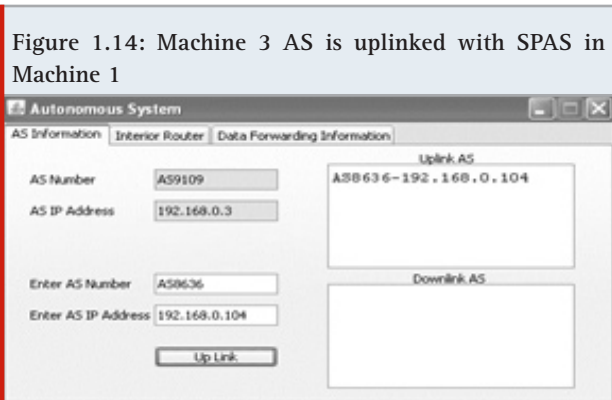 Figure 1.14: Machine 3 AS is uplinked with SPAS in
Machine 1
Autonomous System
AS Information Interior Router Data Forwarding Information
AS Number AS9109
AS IP Address 192.168.0.3
Enter AS Number AS8636
Enter AS IP Address 192.168.0.104
Up Link
Uplink AS
AS8636-192.168.0.104
Downlink AS